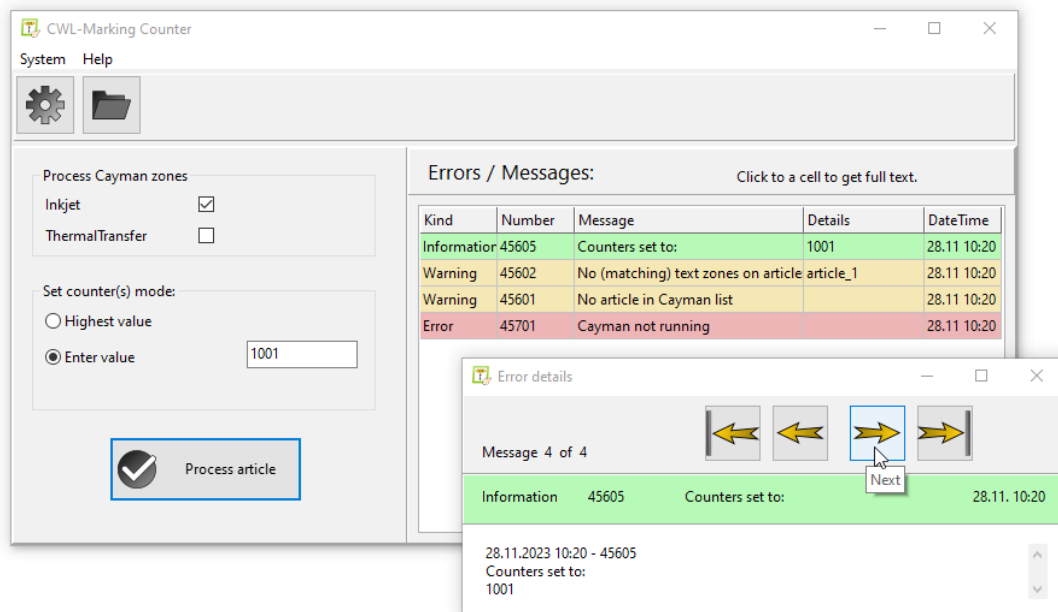 CWL-Marking Counter
System Help
Process Cayman zones
Inkjet
ThermalTransfer
Set counter(s) mode:
Highest value
Enter value 1001
Process article
Errors / Messages: Click to a cell to get full text.
Kind Number Message Details DateTime
Information 45605 Counters set to: 1001 28.11 10:20
Warning 45602 No (matching) text zones on article article_1 28.11 10:20
Warning 45601 No article in Cayman list 28.11 10:20
Error 45701 Cayman not running 28.11 10:20
Error details
Message 4 of 4
Next
Information 45605 Counters set to: 28.11. 10:20
28.11.2023 10:20 - 45605
Counters set to:
1001